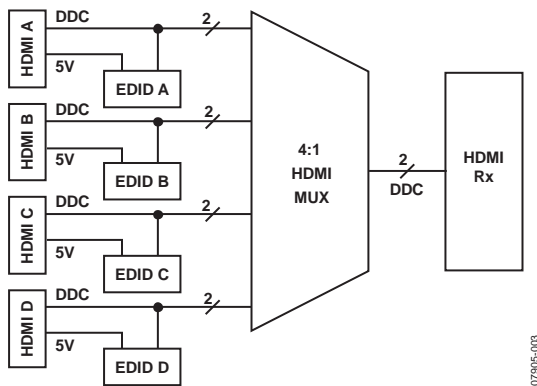 HDMI A
DDC
2
5V
EDID A
HDMI B
DDC
2
5V
EDID B
HDMI C
DDC
2
5V
EDID C
HDMI D
DDC
2
5V
EDID D
4:1
HDMI
MUX
2
DDC
HDMI
Rx
07905-003